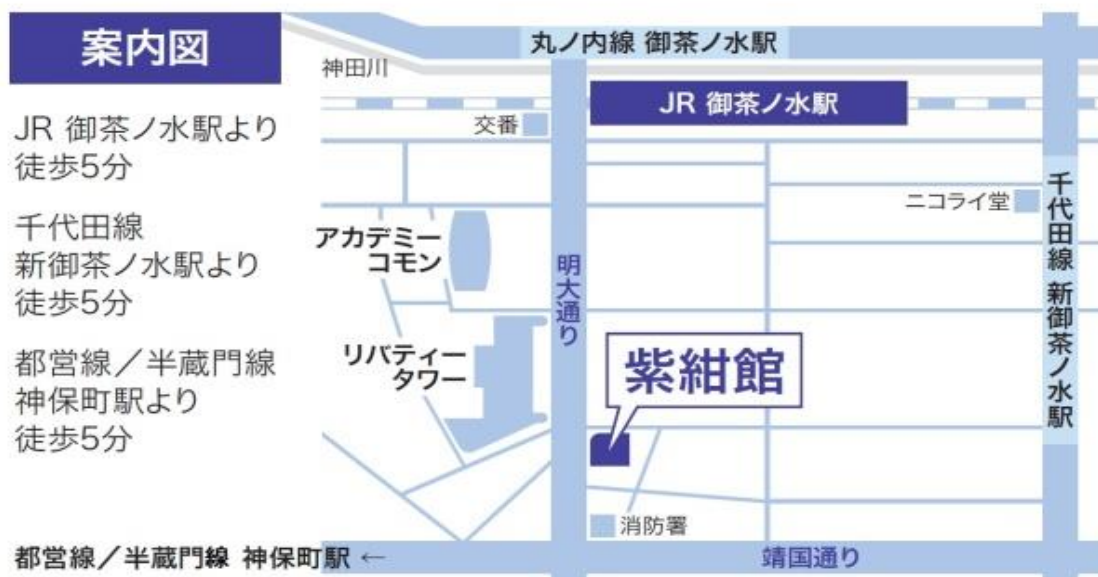 案内図
JR 御茶ノ水駅より
徒歩5分
千代田線
新御茶ノ水駅より
徒歩5分
都営線／半蔵門線
神保町駅より
徒歩5分
丸ノ内線 御茶ノ水駅
神田川
JR 御茶ノ水駅
交番
ニコライ堂
千代田線 新御茶ノ水駅
アカデミー
コモン
明大通り
リバティー
タワー
紫紺館
消防署
都営線／半蔵門線 神保町駅 ←
靖国通り